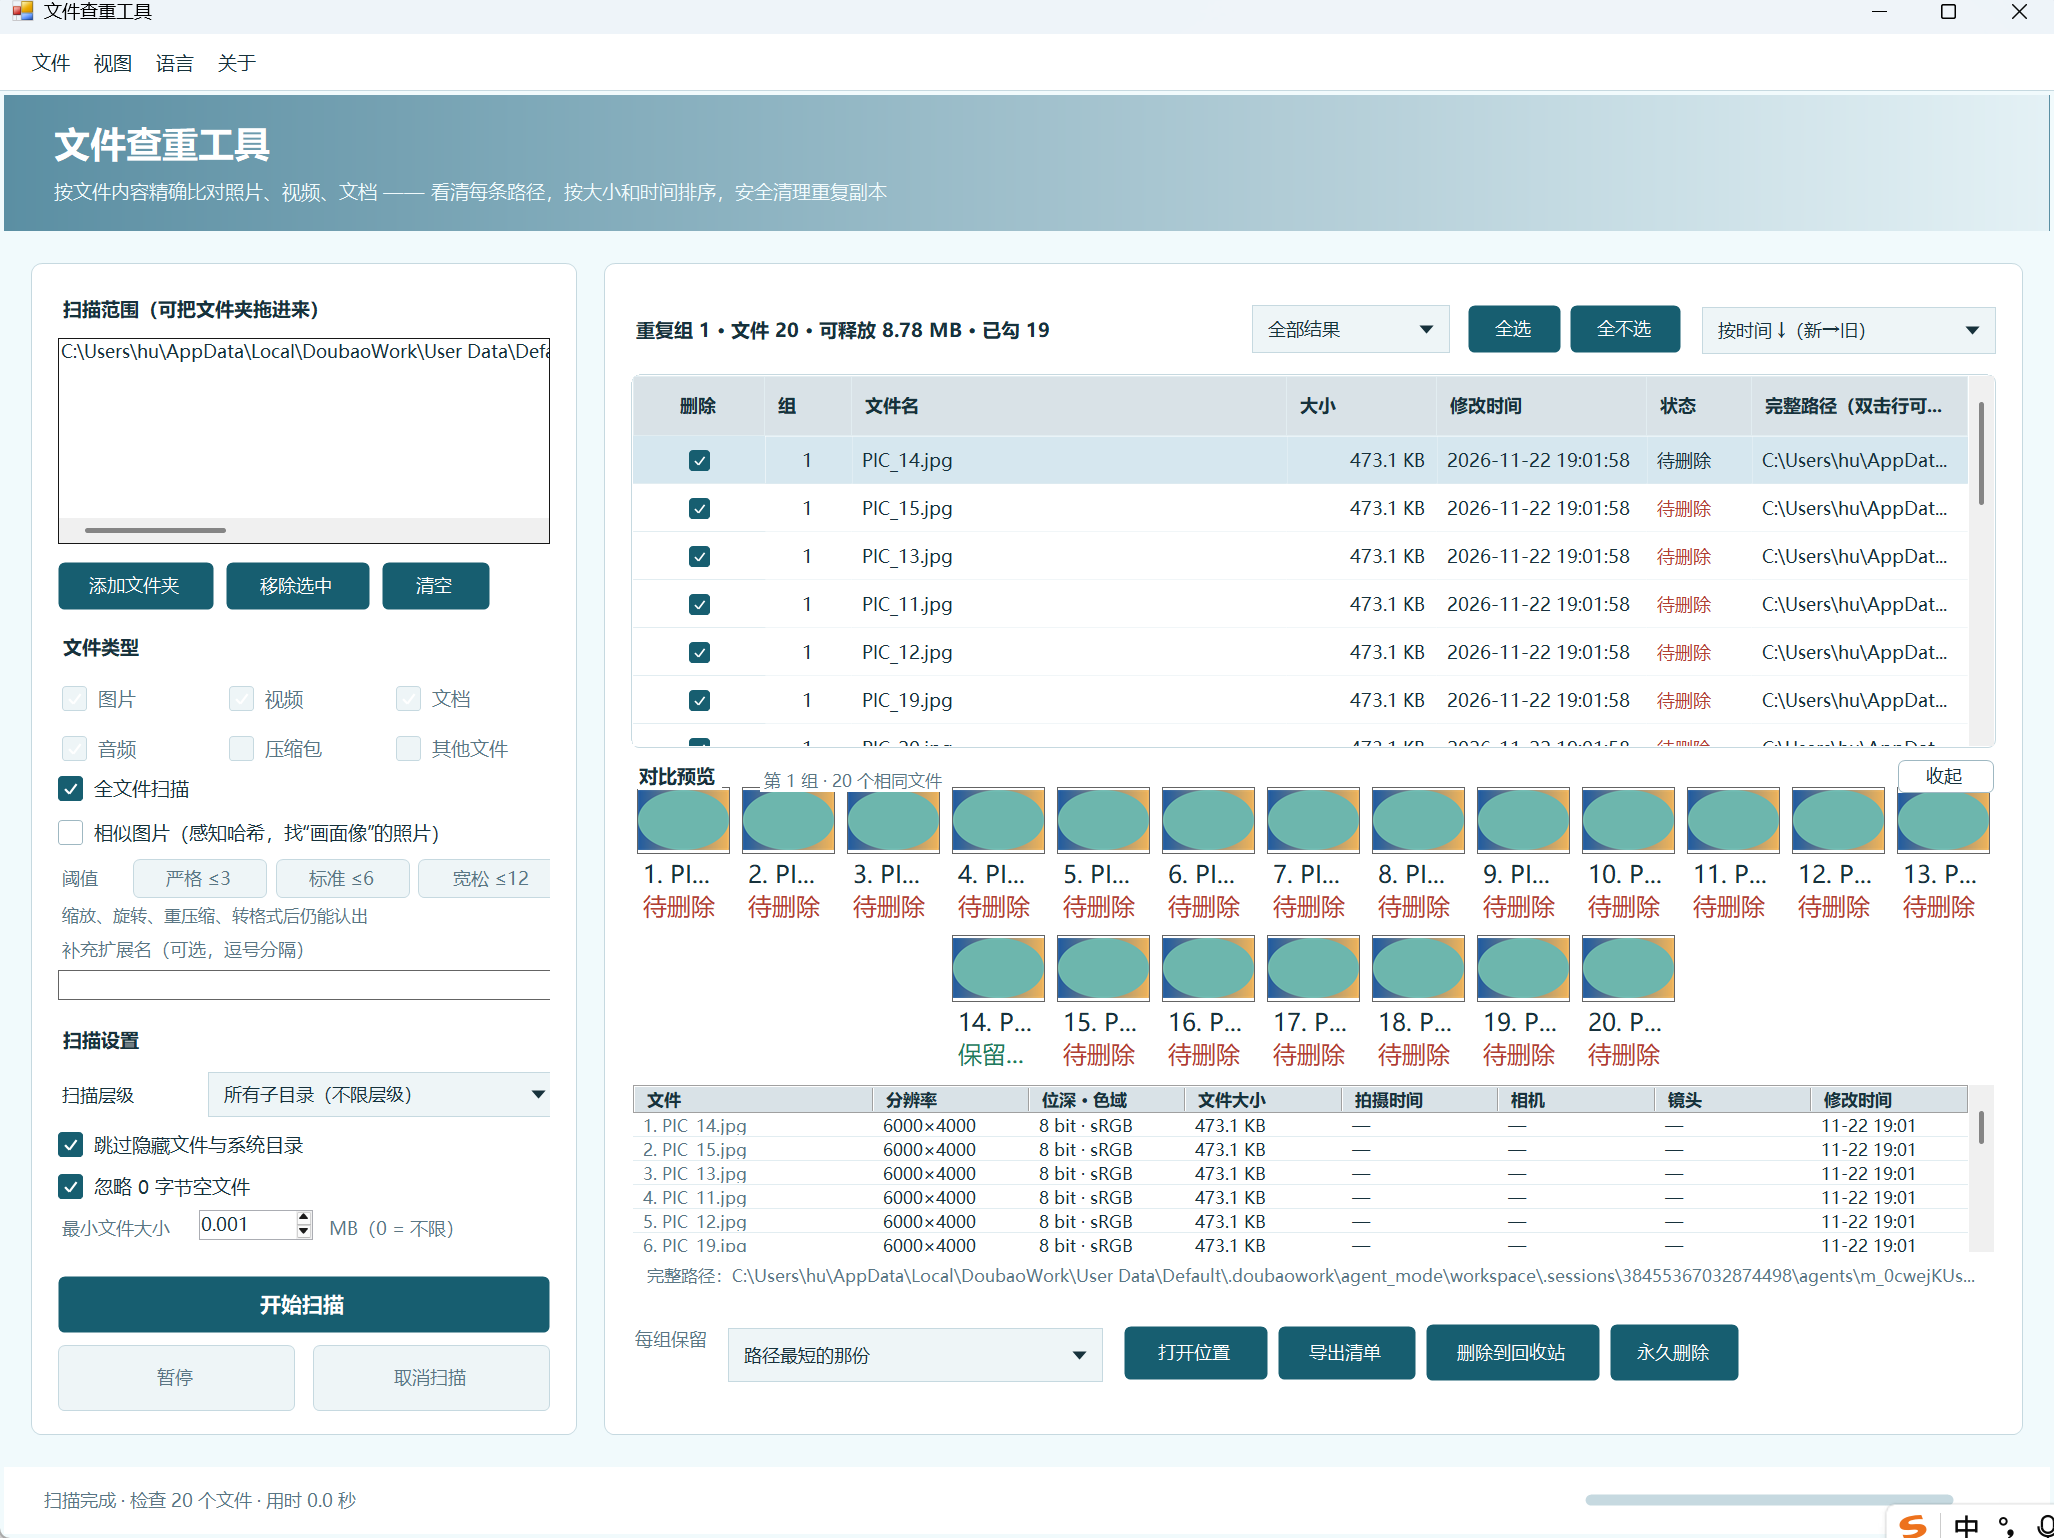 文件查重工具
文件 视图 语言 关于
文件查重工具
按文件内容精确比对照片、视频、文档 —— 看清每条路径，按大小和时间排序，安全清理重复副本
扫描范围（可把文件夹拖进来）
C:\Users\hu\AppData\Local\DoubaoWork\User Data\Defa
添加文件夹 移除选中 清空
文件类型
图片 视频 文档
音频 压缩包 其他文件
全文件扫描
相似图片（感知哈希，找“画面像”的照片）
阈值 严格 ≤3 标准 ≤6 宽松 ≤12
缩放、旋转、重压缩、转格式后仍能认出
补充扩展名（可选，逗号分隔）
扫描设置
扫描层级 所有子目录（不限层级）
跳过隐藏文件与系统目录
忽略 0 字节空文件
最小文件大小 0.001 MB（0 = 不限）
开始扫描
暂停 取消扫描
重复组 1 · 文件 20 · 可释放 8.78 MB · 已勾 19
全部结果 全选 全不选 按时间↓（新→旧）
删除 组 文件名 大小 修改时间 状态 完整路径（双击行可...
1 PIC_14.jpg 473.1 KB 2026-11-22 19:01:58 待删除 C:\Users\hu\AppDat...
1 PIC_15.jpg 473.1 KB 2026-11-22 19:01:58 待删除 C:\Users\hu\AppDat...
1 PIC_13.jpg 473.1 KB 2026-11-22 19:01:58 待删除 C:\Users\hu\AppDat...
1 PIC_11.jpg 473.1 KB 2026-11-22 19:01:58 待删除 C:\Users\hu\AppDat...
1 PIC_12.jpg 473.1 KB 2026-11-22 19:01:58 待删除 C:\Users\hu\AppDat...
1 PIC_19.jpg 473.1 KB 2026-11-22 19:01:58 待删除 C:\Users\hu\AppDat...
对比预览 第 1 组 · 20 个相同文件 收起
1. PI... 2. PI... 3. PI... 4. PI... 5. PI... 6. PI... 7. PI... 8. PI... 9. PI... 10. P... 11. P... 12. P... 13. P...
待删除 待删除 待删除 待删除 待删除 待删除 待删除 待删除 待删除 待删除 待删除 待删除 待删除
14. P... 15. P... 16. P... 17. P... 18. P... 19. P... 20. P...
保留... 待删除 待删除 待删除 待删除 待删除 待删除
文件 分辨率 位深 · 色域 文件大小 拍摄时间 相机 镜头 修改时间
1. PIC_14.jpg 6000×4000 8 bit · sRGB 473.1 KB — — — 11-22 19:01
2. PIC_15.jpg 6000×4000 8 bit · sRGB 473.1 KB — — — 11-22 19:01
3. PIC_13.jpg 6000×4000 8 bit · sRGB 473.1 KB — — — 11-22 19:01
4. PIC_11.jpg 6000×4000 8 bit · sRGB 473.1 KB — — — 11-22 19:01
5. PIC_12.jpg 6000×4000 8 bit · sRGB 473.1 KB — — — 11-22 19:01
6. PIC_19.jpg 6000×4000 8 bit · sRGB 473.1 KB — — — 11-22 19:01
完整路径：C:\Users\hu\AppData\Local\DoubaoWork\User Data\Default\.doubaowork\agent_mode\workspace\.sessions\38455367032874498\agents\m_0cwejKUs...
每组保留 路径最短的那份 打开位置 导出清单 删除到回收站 永久删除
扫描完成 · 检查 20 个文件 · 用时 0.0 秒
中